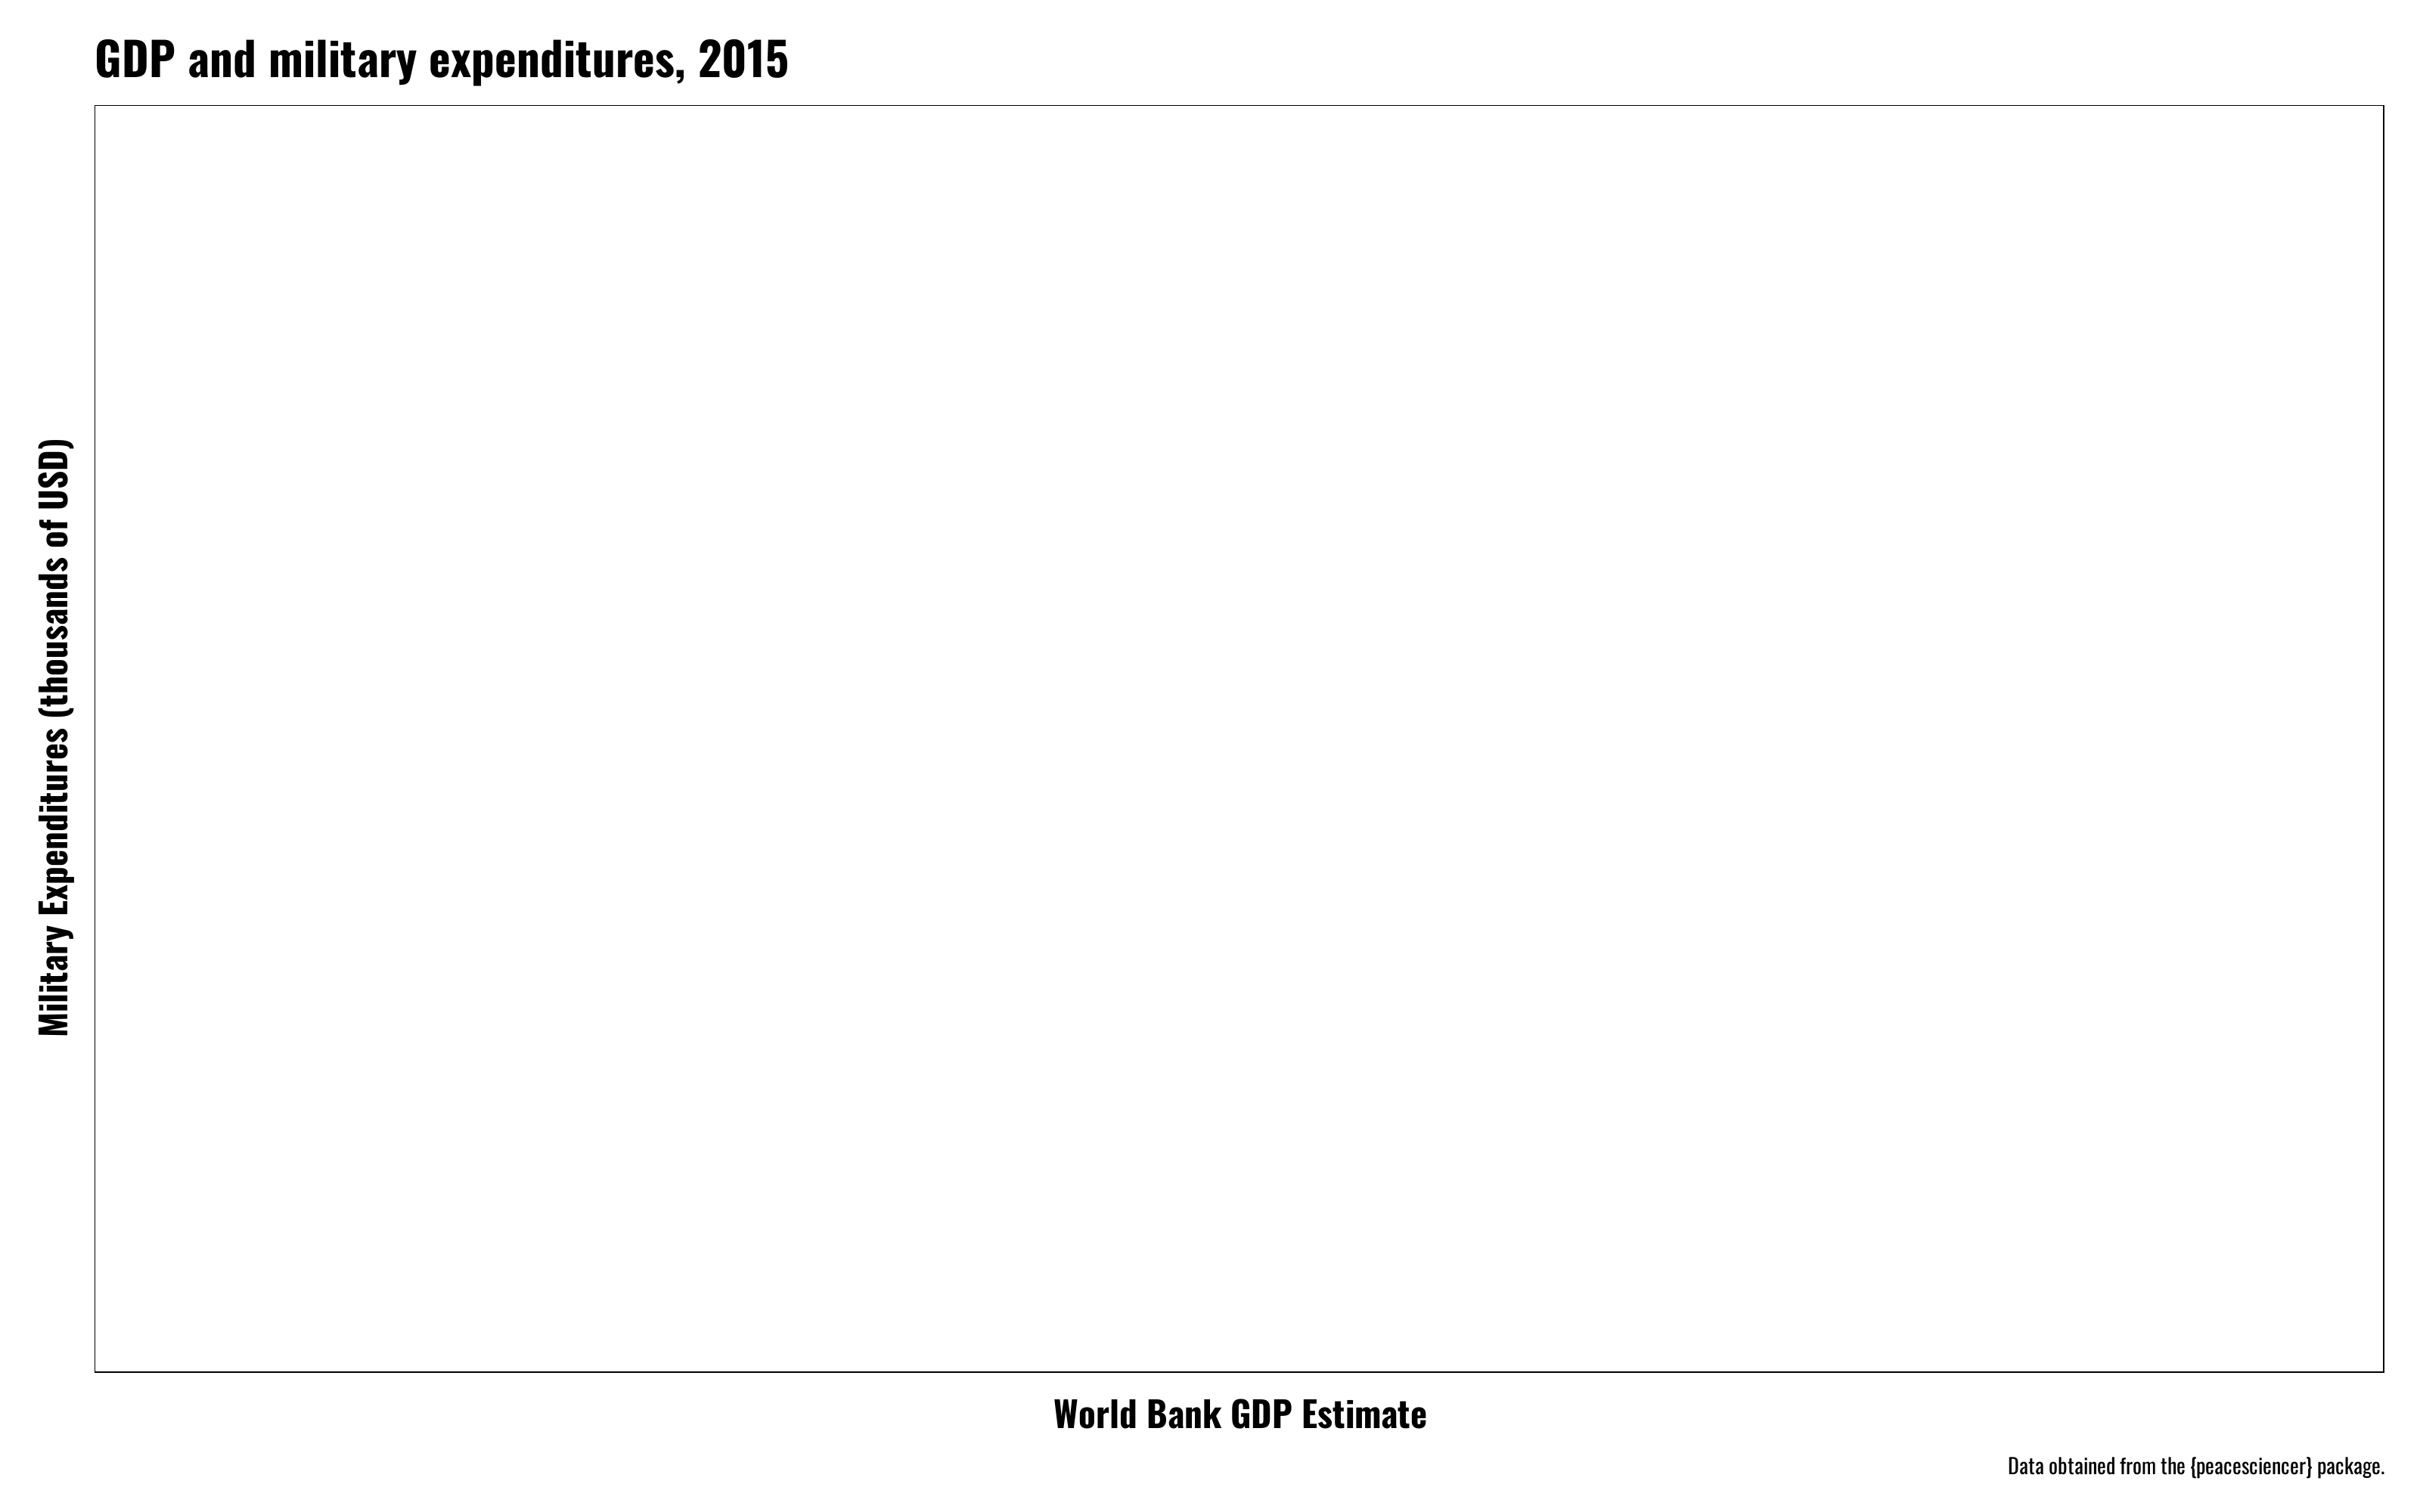 GDP and military expenditures, 2015
Military Expenditures (thousands of USD)
World Bank GDP Estimate
Data obtained from the {peacesciencer} package.